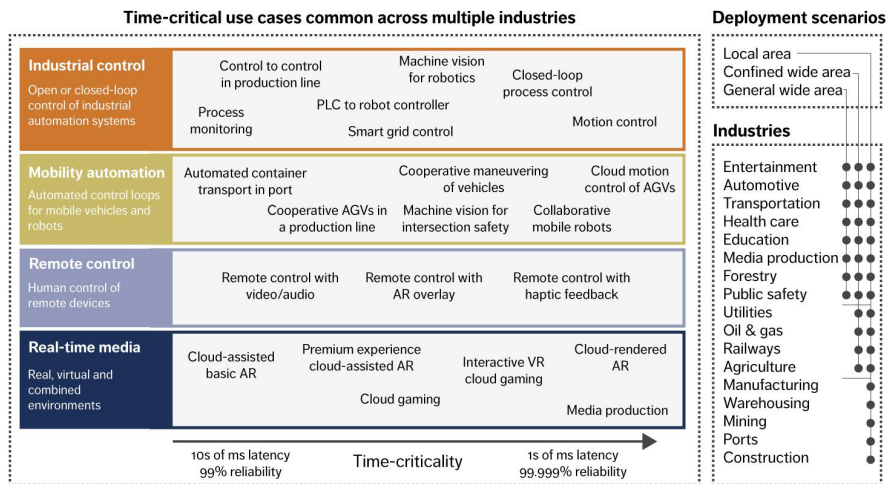 Time-critical use cases common across multiple industries
Industrial control
Open or closed-loop
control of industrial
automation systems
Control to control
in production line
Machine vision
for robotics
Closed-loop
process control
Process
monitoring
PLC to robot controller
Smart grid control
Motion control
Mobility automation
Automated control loops
for mobile vehicles and
robots
Automated container
transport in port
Cooperative maneuvering
of vehicles
Cloud motion
control of AGVs
Cooperative AGVs in
a production line
Machine vision for
intersection safety
Collaborative
mobile robots
Remote control
Human control of
remote devices
Remote control with
video/audio
Remote control with
AR overlay
Remote control with
haptic feedback
Real-time media
Real, virtual and
combined
environments
Cloud-assisted
basic AR
Premium experience
cloud-assisted AR
Interactive VR
cloud gaming
Cloud-rendered
AR
Cloud gaming
Media production
10s of ms latency
99% reliability
Time-criticality
1s of ms latency
99.999% reliability
Deployment scenarios
Local area
Confined wide area
General wide area
Industries
Entertainment
Automotive
Transportation
Health care
Education
Media production
Forestry
Public safety
Utilities
Oil & gas
Railways
Agriculture
Manufacturing
Warehousing
Mining
Ports
Construction